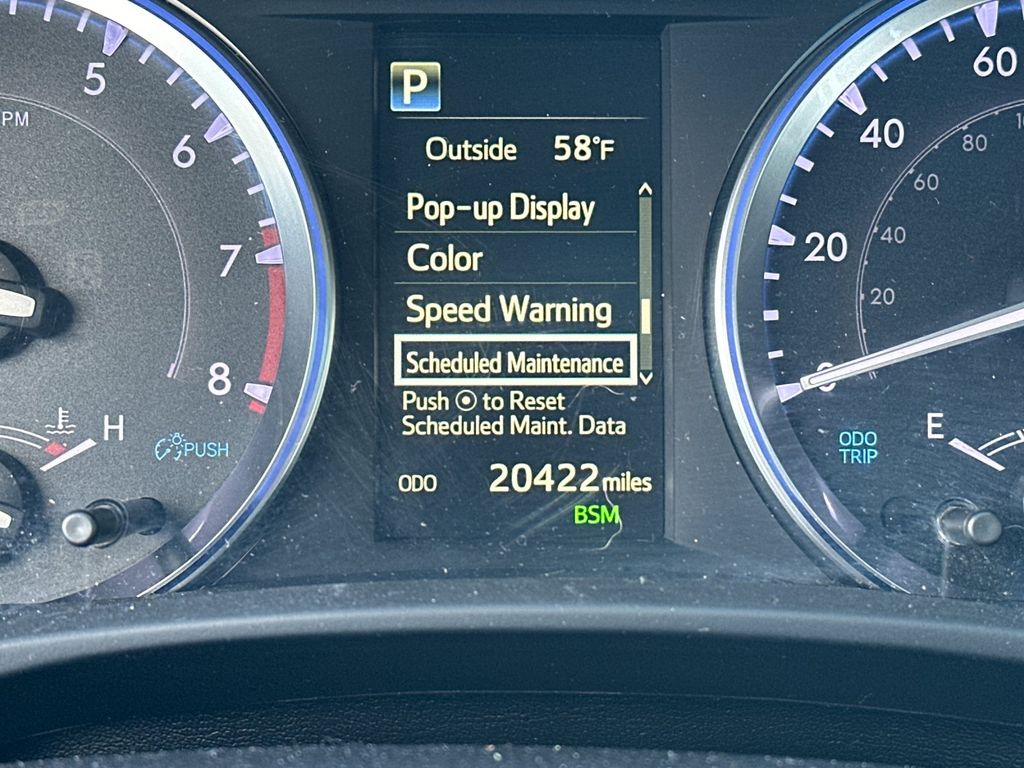 5
PM
6
7
8
H
PUSH
P
Outside 58°F
Pop-up Display
Color
Speed Warning
Scheduled Maintenance
Push ⊙ to Reset
Scheduled Maint. Data
ODO 20422 miles
BSM
60
40
20
0
80
60
40
20
ODO
TRIP
E